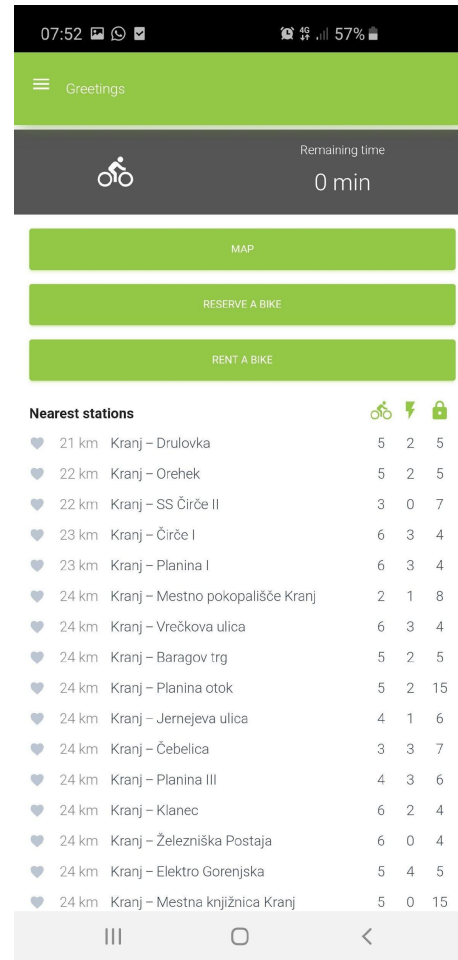 07:52 4G 57%
Greetings
Remaining time
0 min
MAP
RESERVE A BIKE
RENT A BIKE
Nearest stations
21 km Kranj – Drulovka 5 2 5
22 km Kranj – Orehek 5 2 5
22 km Kranj – SS Čirče II 3 0 7
23 km Kranj – Čirče I 6 3 4
23 km Kranj – Planina I 6 3 4
24 km Kranj – Mestno pokopališče Kranj 2 1 8
24 km Kranj – Vrečkova ulica 6 3 4
24 km Kranj – Baragov trg 5 2 5
24 km Kranj – Planina otok 5 2 15
24 km Kranj – Jernejeva ulica 4 1 6
24 km Kranj – Čebelica 3 3 7
24 km Kranj – Planina III 4 3 6
24 km Kranj – Klanec 6 2 4
24 km Kranj – Železniška Postaja 6 0 4
24 km Kranj – Elektro Gorenjska 5 4 5
24 km Kranj – Mestna knjižnica Kranj 5 0 15